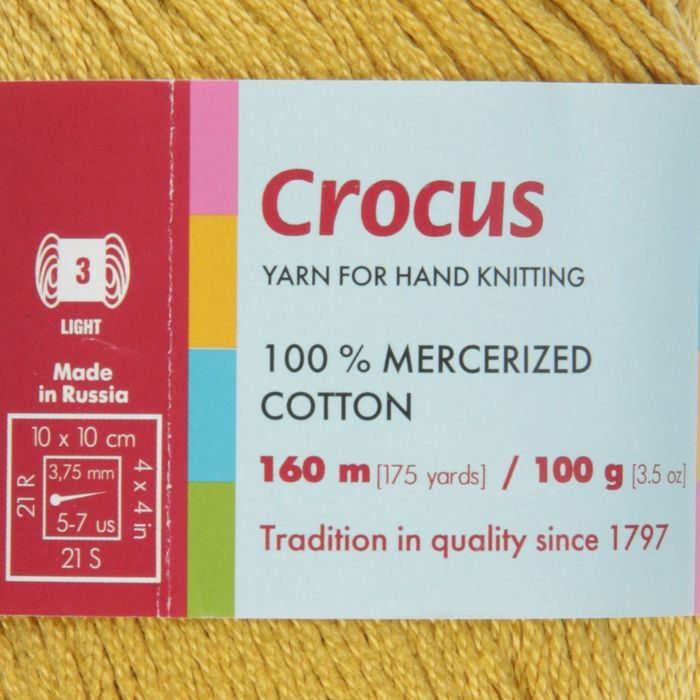 3
LIGHT
Made
in Russia
10 x 10 cm
21 R
3,75 mm
5-7 us
4 x 4 in
21 S
Crocus
YARN FOR HAND KNITTING
100 % MERCERIZED
COTTON
160 m [175 yards] / 100 g [3.5 oz]
Tradition in quality since 1797